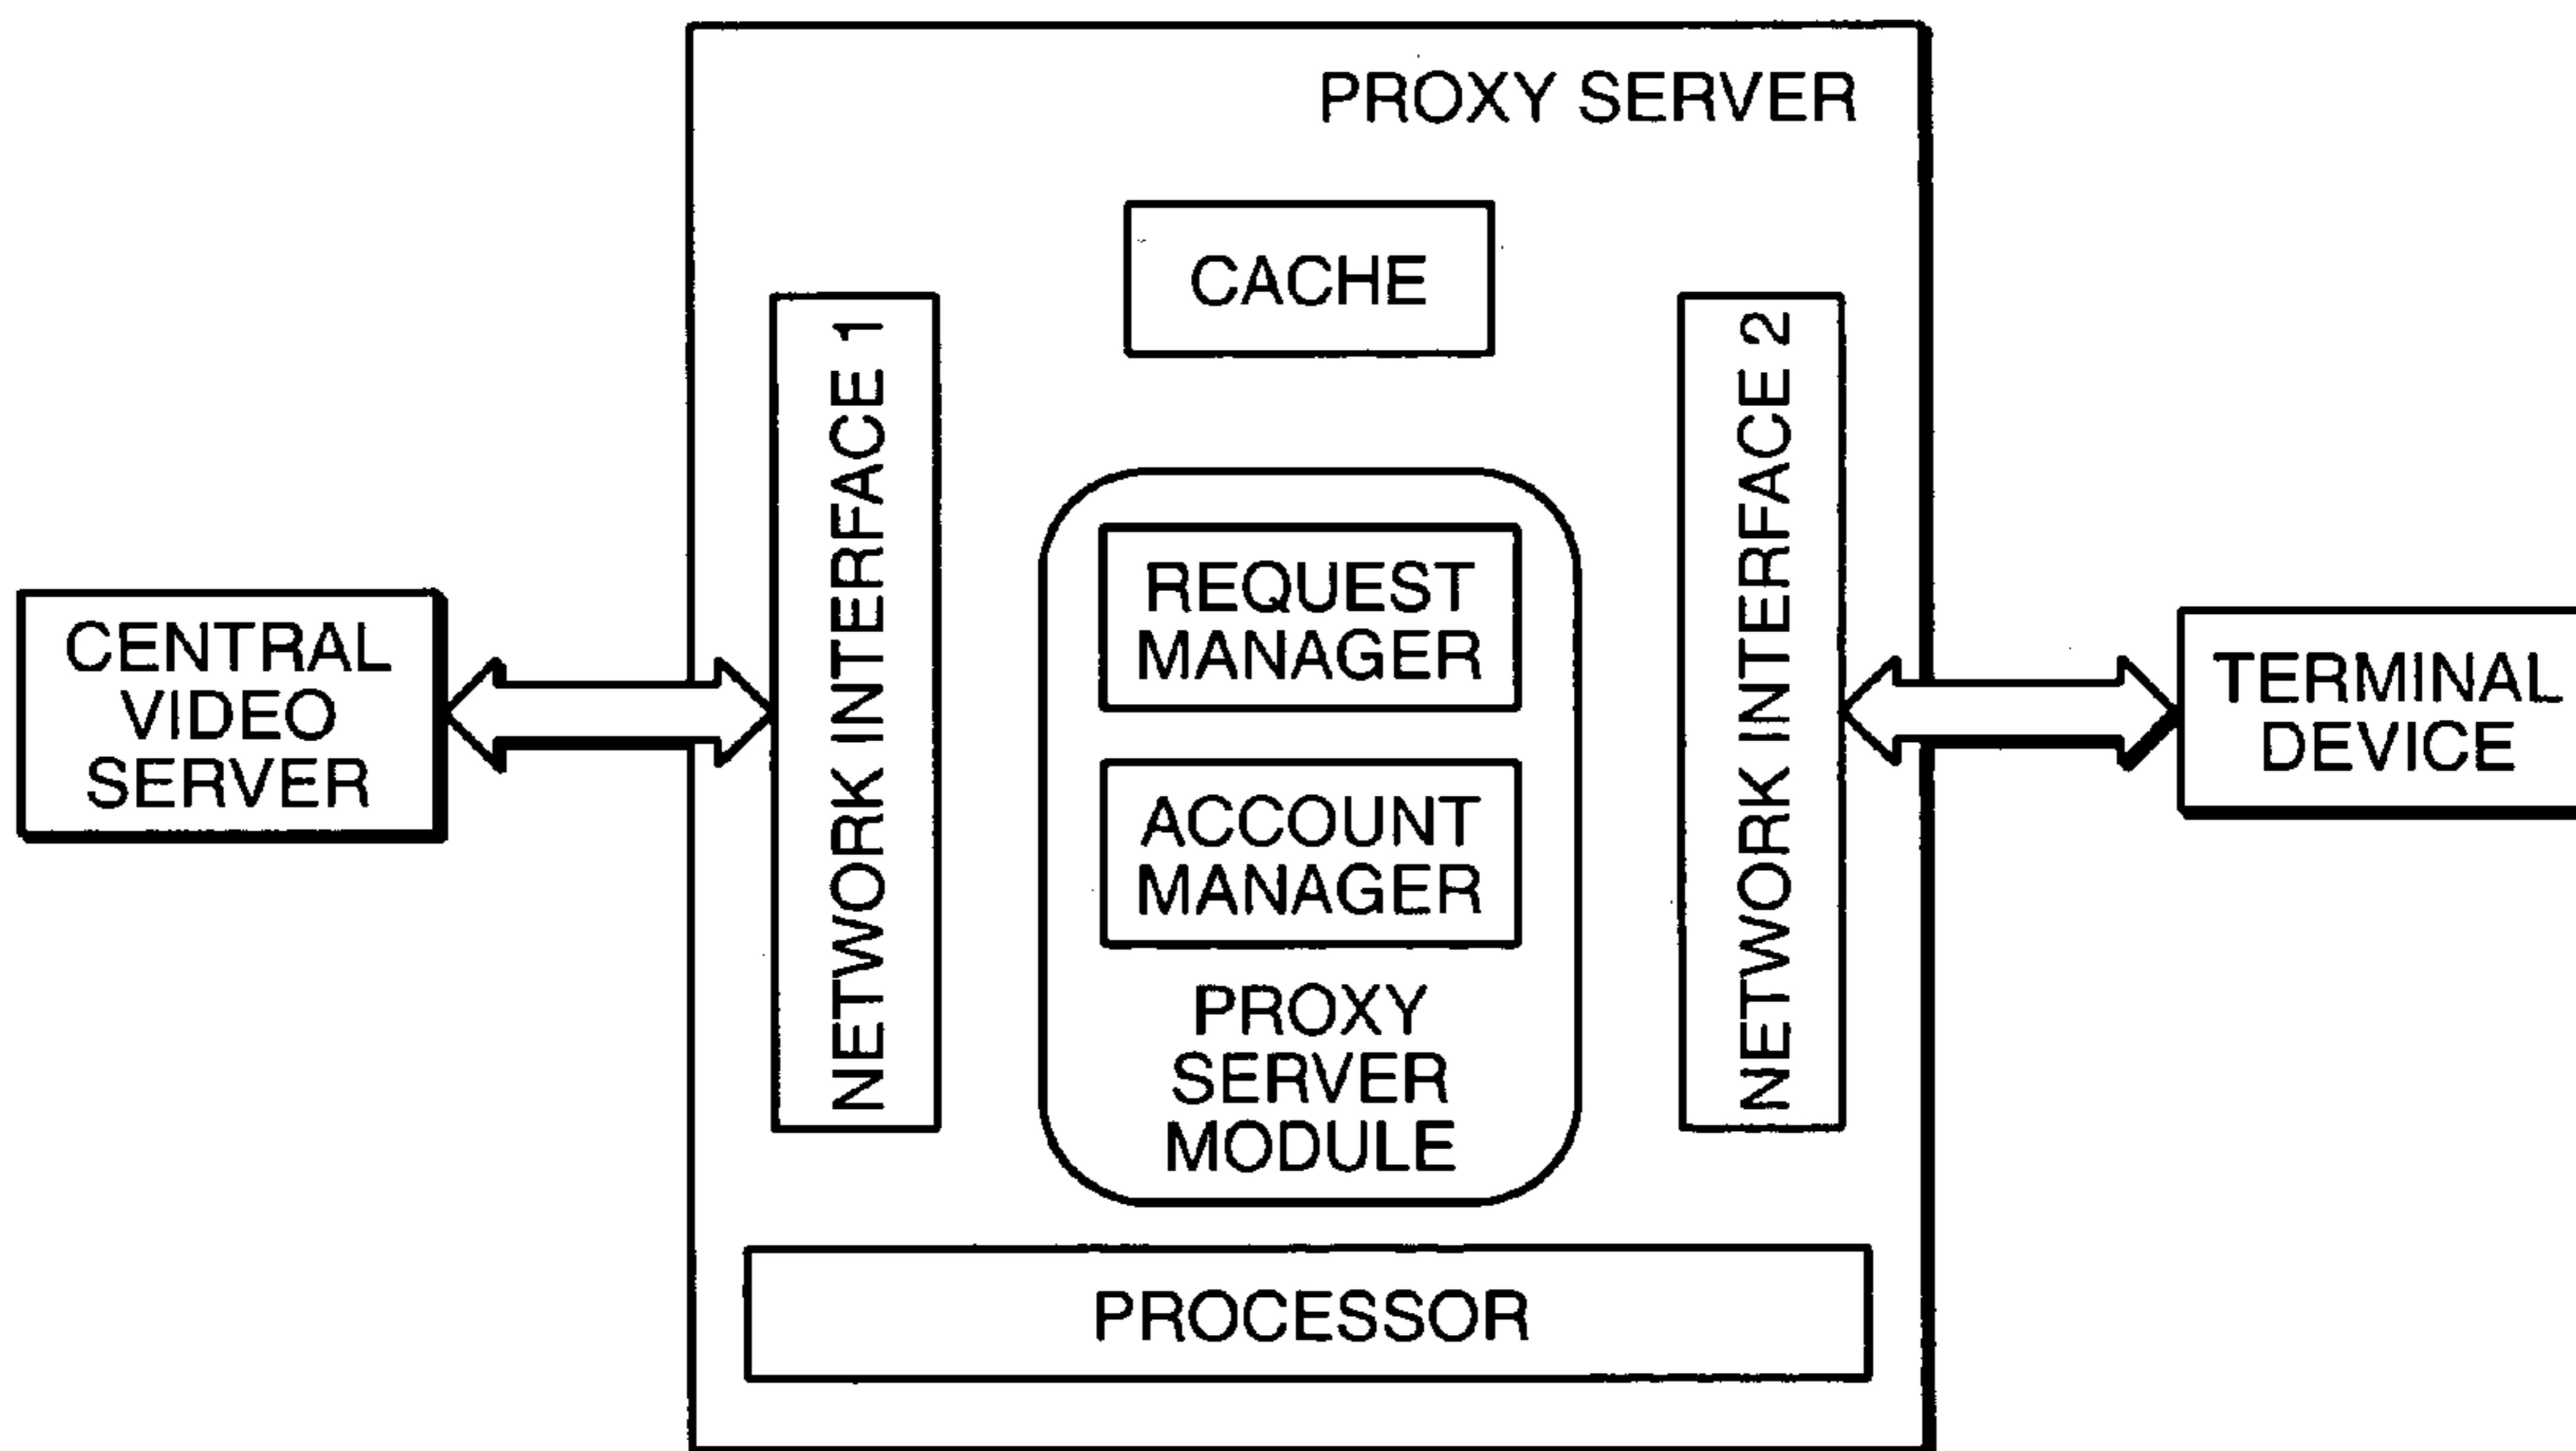 PROXY SERVER
CACHE
NETWORK INTERFACE 1
NETWORK INTERFACE 2
REQUEST
MANAGER
CENTRAL
VIDEO
SERVER
TERMINAL
DEVICE
ACCOUNT
MANAGER
PROXY
SERVER
MODULE
PROCESSOR